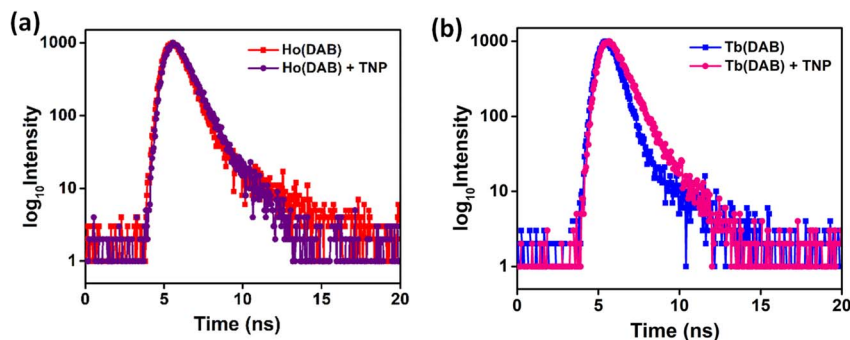 (a)
Ho(DAB)
Ho(DAB) + TNP
log₁₀Intensity
1000
100
10
1
0 5 10 15 20
Time (ns)
(b)
Tb(DAB)
Tb(DAB) + TNP
log₁₀Intensity
1000
100
10
1
0 5 10 15 20
Time (ns)